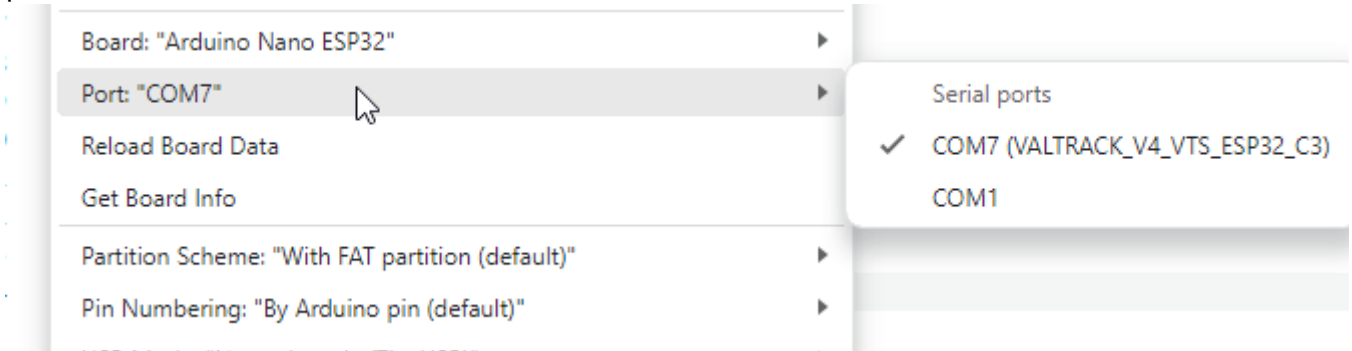 Board: "Arduino Nano ESP32"
Port: "COM7"
Serial ports
Reload Board Data
COM7 (VALTRACK_V4_VTS_ESP32_C3)
Get Board Info
COM1
Partition Scheme: "With FAT partition (default)"
Pin Numbering: "By Arduino pin (default)"